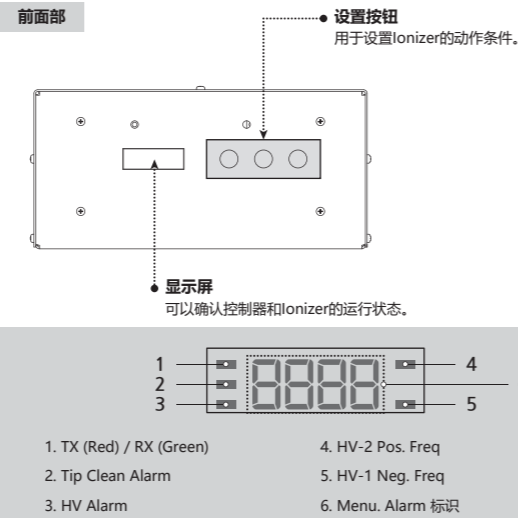 前面部
设置按钮
用于设置Ionizer的动作条件。
显示屏
可以确认控制器和Ionizer的运行状态。
1
2
3
8888
4
5
1. TX (Red) / RX (Green)
2. Tip Clean Alarm
3. HV Alarm
4. HV-2 Pos. Freq
5. HV-1 Neg. Freq
6. Menu. Alarm 标识